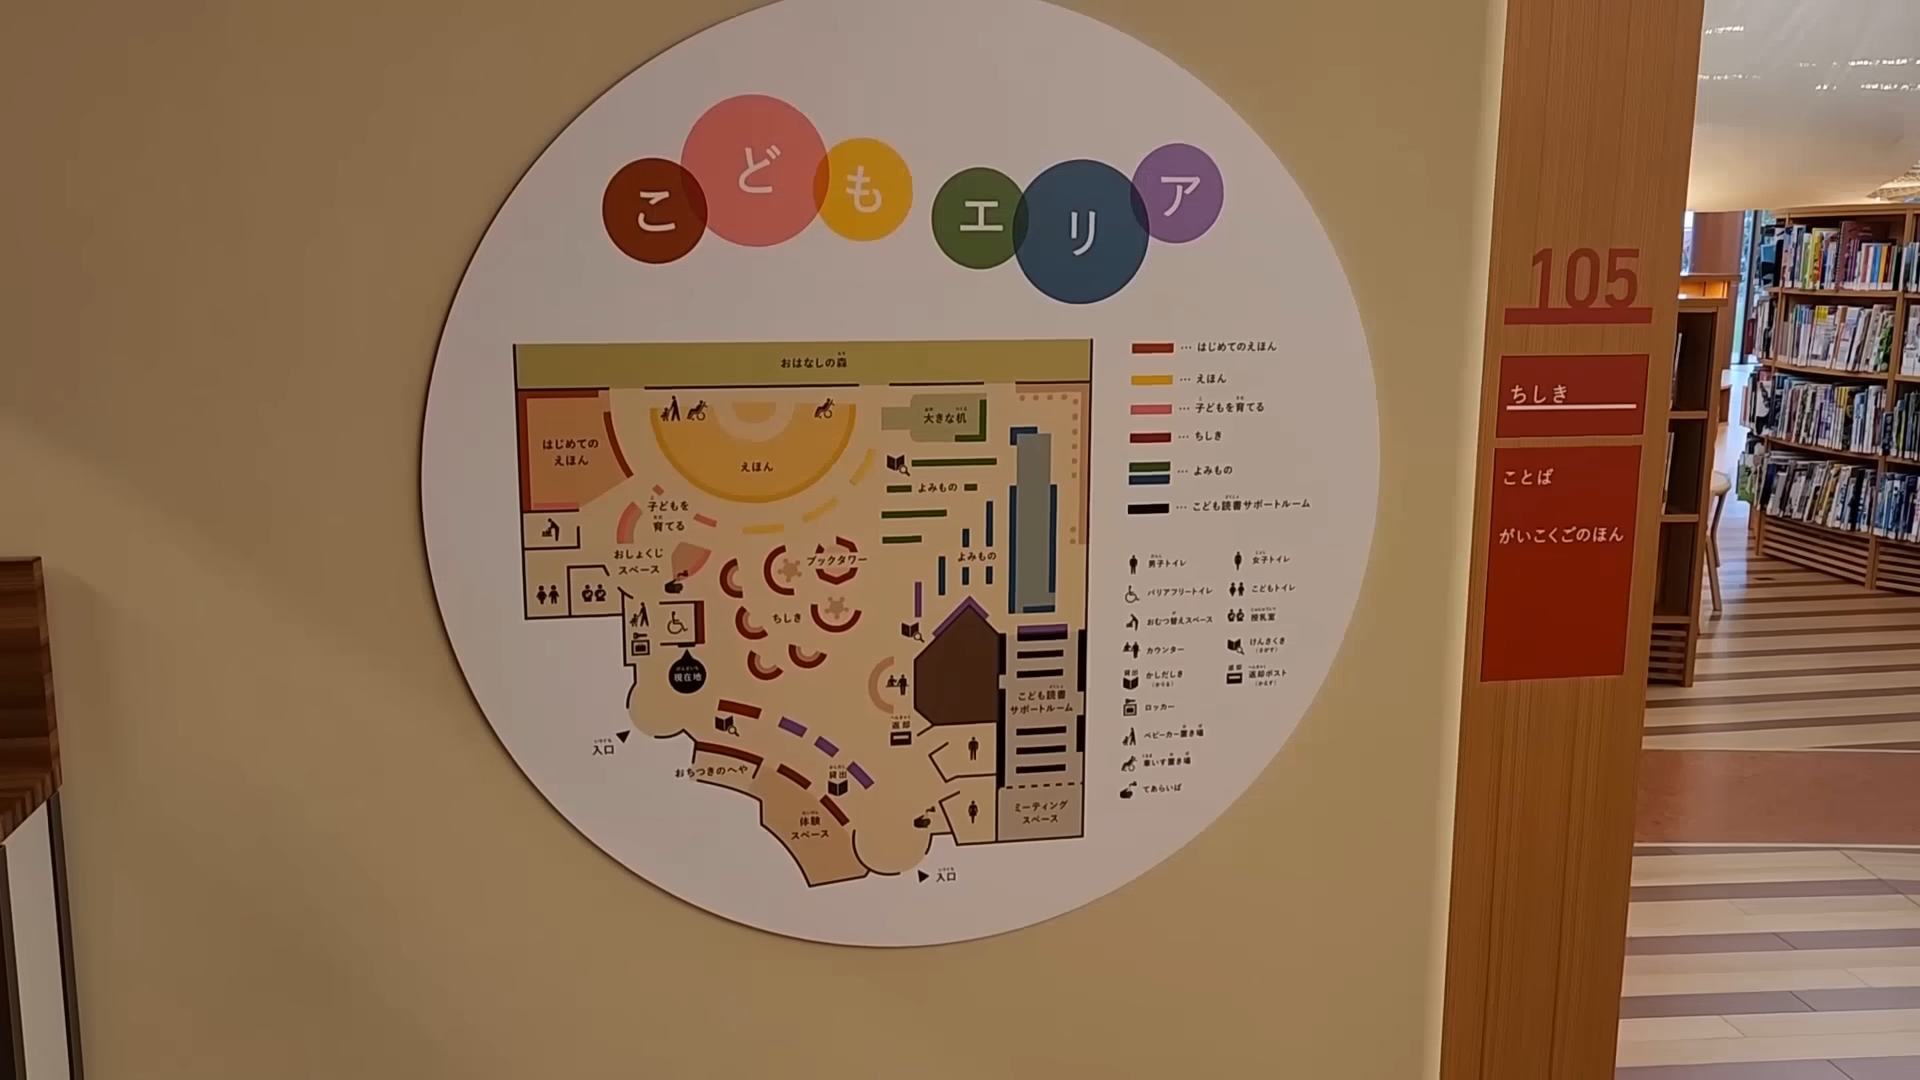 こどもエリア
おはなしの森
はじめての
えほん
えほん
大きな机
よみもの
子どもを
育てる
おしょくじ
スペース
ブックタワー
よみもの
ちしき
現在地
こども読書
サポートルーム
返却
入口
おちつきのへや
貸出
体験
スペース
ミーティング
スペース
入口
… はじめてのえほん
… えほん
… 子どもを育てる
… ちしき
… よみもの
… こども読書サポートルーム
男子トイレ
女子トイレ
バリアフリートイレ
こどもトイレ
おむつ替えスペース
授乳室
カウンター
けんさくき
かしだしき
返却ポスト
ロッカー
ベビーカー置き場
車いす置き場
てあらいば
105
ちしき
ことば
がいこくごのほん